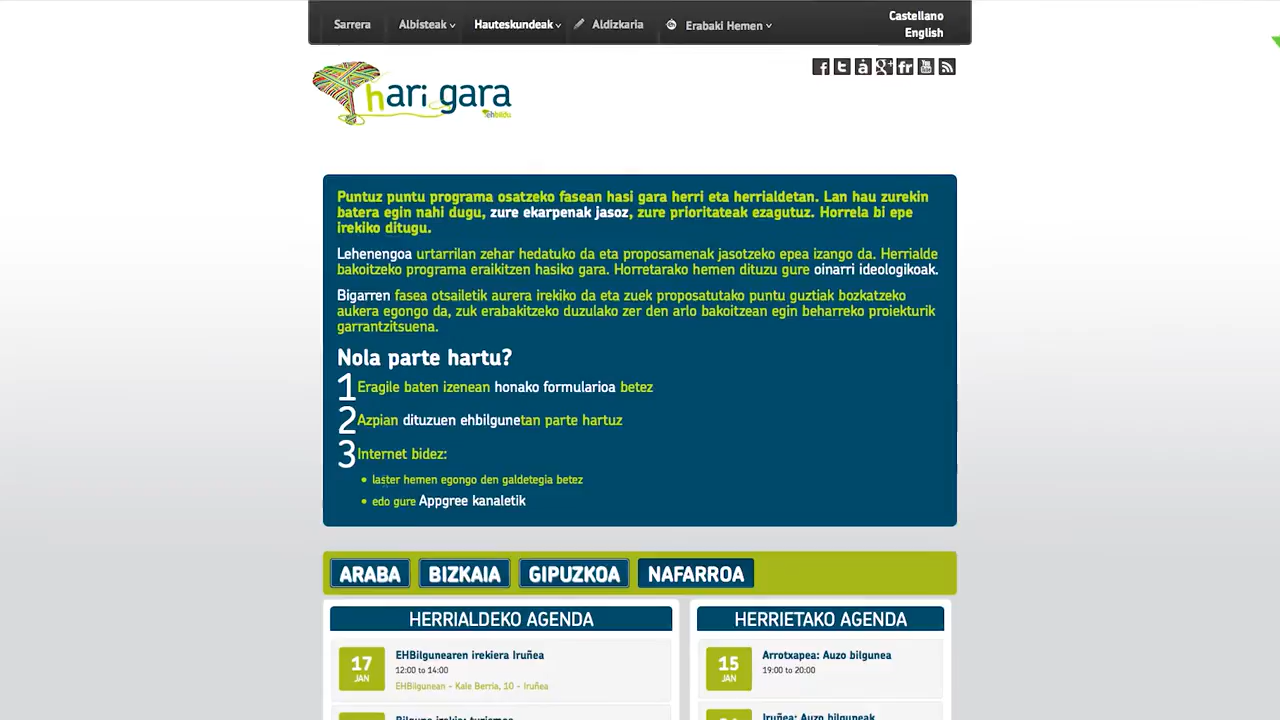 Sarrera
Albisteak
Hauteskundeak
Aldizkaria
Erabaki Hemen
Castellano
English
hari gara
ehbildu
Puntuz puntu programa osatzeko fasean hasi gara herri eta herrialdetan. Lan hau zurekin
batera egin nahi dugu, zure ekarpenak jasoz, zure prioritateak ezagutuz. Horrela bi epe
irekiko ditugu.
Lehenengoa urtarrilan zehar hedatuko da eta proposamenak jasotzeko epea izango da. Herrialde
bakoitzeko programa eraikitzen hasiko gara. Horretarako hemen dituzu gure oinarri ideologikoak.
Bigarren fasea otsailetik aurera irekiko da eta zuek proposatutako puntu guztiak bozkatzeko
aukera egongo da, zuk erabakitzeko duzulako zer den arlo bakoitzean egin beharreko proiekturik
garrantzitsuena.
Nola parte hartu?
1 Eragile baten izenean honako formularioa betez
2 Azpian dituzuen ehbilgunetan parte hartuz
3 Internet bidez:
• laster hemen egongo den galdetegia betez
• edo gure Appgree kanaletik
ARABA
BIZKAIA
GIPUZKOA
NAFARROA
HERRIALDEKO AGENDA
17
JAN
EHBilgunearen irekiera Iruñea
12:00 to 14:00
EHBilgunean - Kale Berria, 10 - Iruñea
HERRIETAKO AGENDA
15
JAN
Arrotxapea: Auzo bilgunea
19:00 to 20:00
Iruñea: Auzo bilguneak